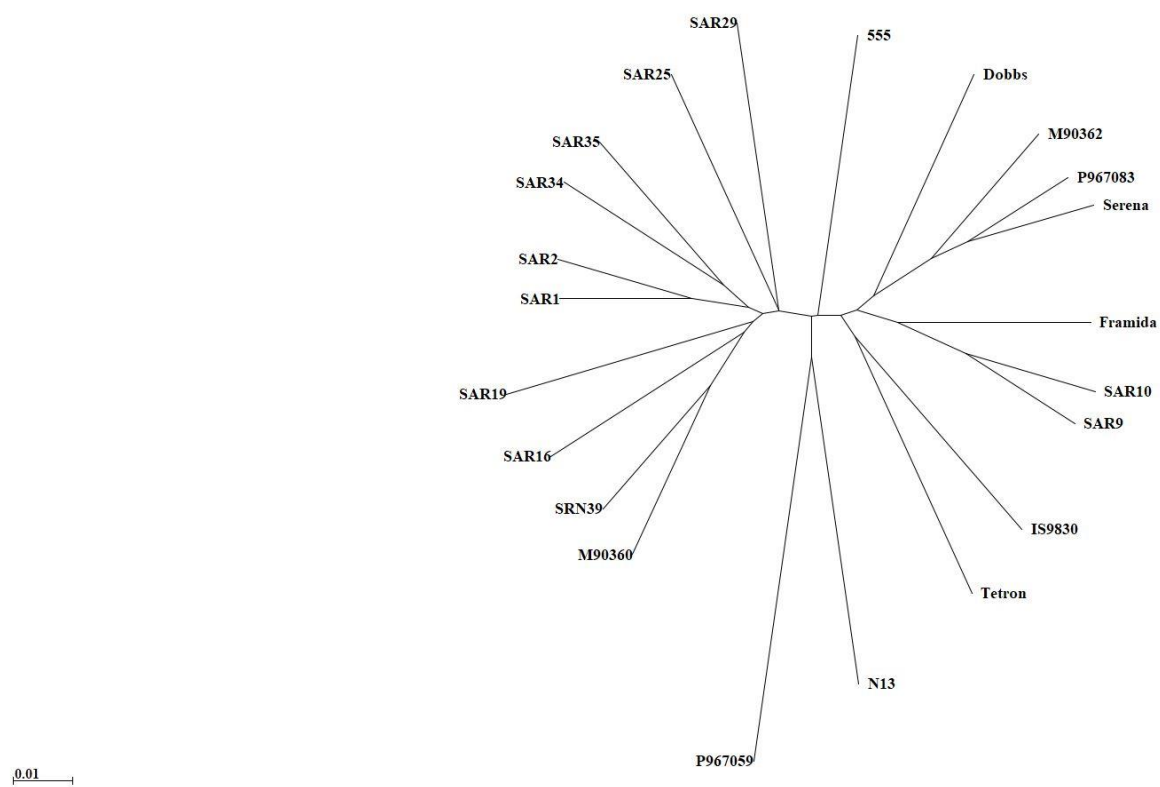 SAR29
555
SAR25
Dobbs
M90362
SAR35
P967083
SAR34
Serena
SAR2
SAR1
Framida
SAR10
SAR19
SAR9
SAR16
SRN39
IS9830
M90360
Tetron
N13
P967059
0.01